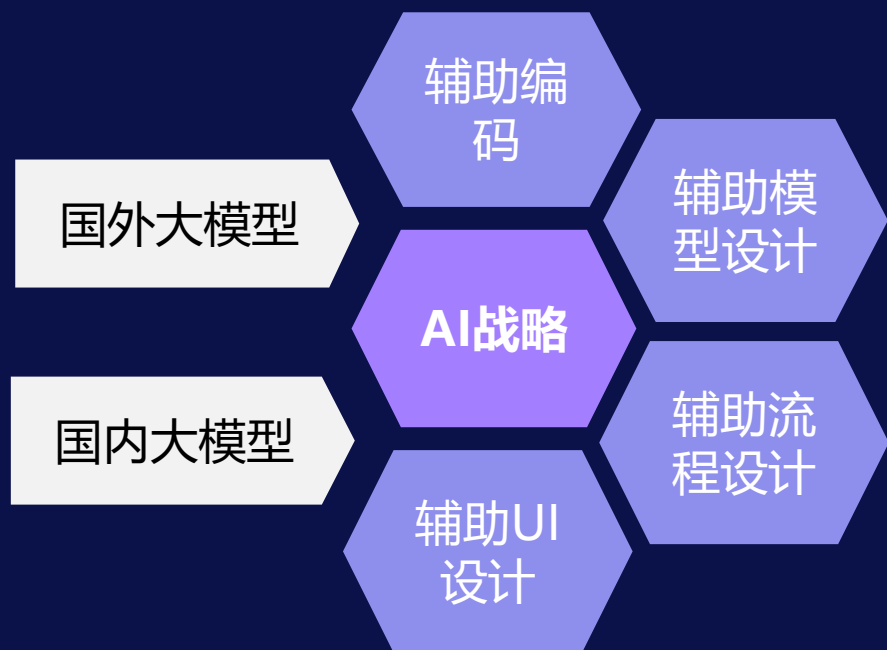 辅助编
码
辅助模
型设计
国外大模型
AI战略
辅助流
程设计
国内大模型
辅助UI
设计